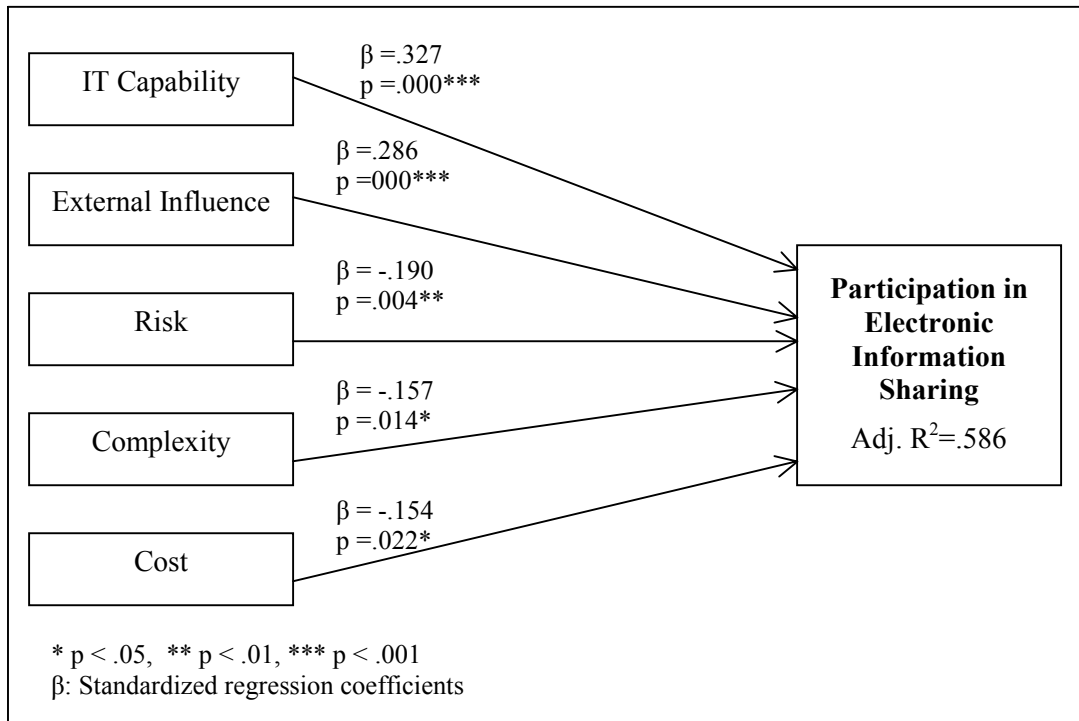 IT Capability
β =.327
p =.000***
External Influence
β =.286
p =000***
Risk
β = -.190
p =.004**
Complexity
β = -.157
p =.014*
Cost
β = -.154
p =.022*
Participation in
Electronic
Information
Sharing
Adj. R²=.586
* p < .05, ** p < .01, *** p < .001
β: Standardized regression coefficients